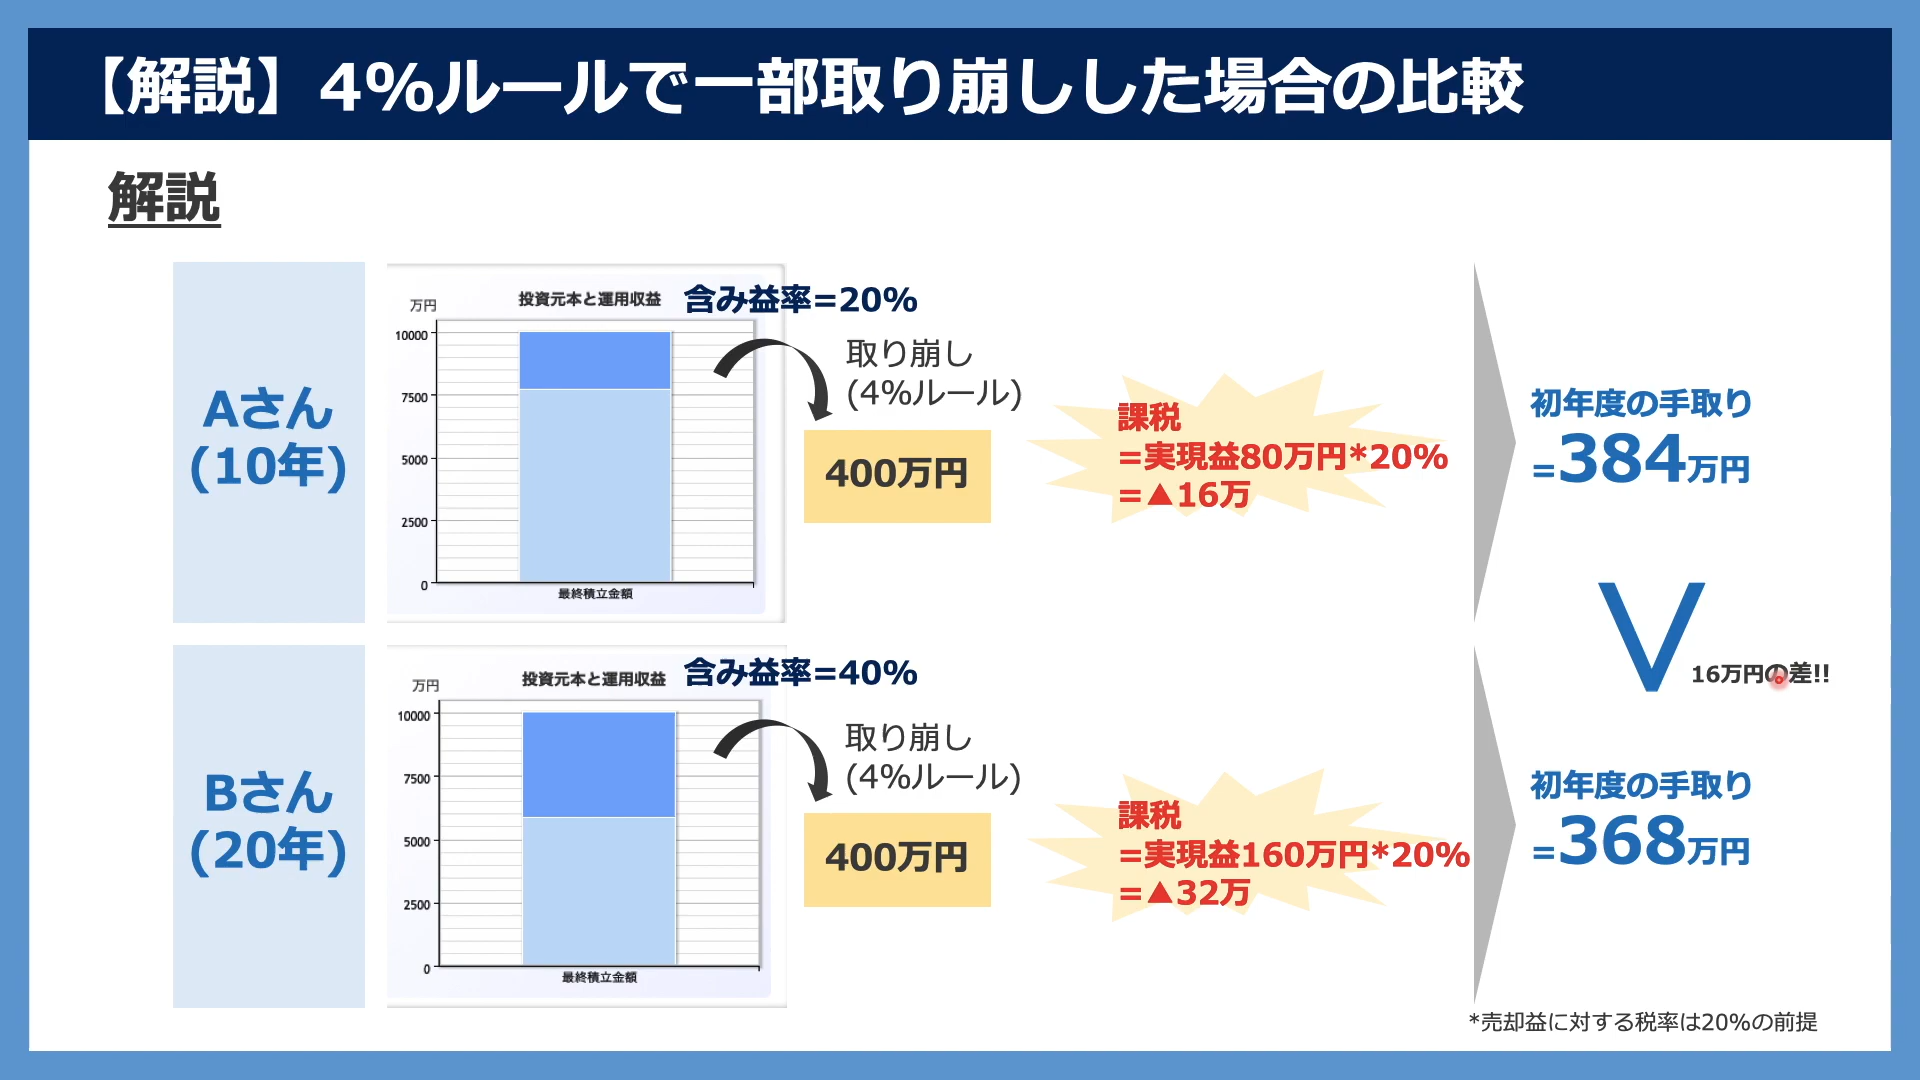 【解説】4%ルールで一部取り崩しした場合の比較
解説
Aさん
(10年)
万円
投資元本と運用収益
含み益率=20%
10000
7500
5000
2500
0
最終積立金額
取り崩し
(4%ルール)
400万円
課税
=実現益80万円*20%
=▲16万
初年度の手取り
=384万円
16万円の差!!
Bさん
(20年)
万円
投資元本と運用収益
含み益率=40%
10000
7500
5000
2500
0
最終積立金額
取り崩し
(4%ルール)
400万円
課税
=実現益160万円*20%
=▲32万
初年度の手取り
=368万円
*売却益に対する税率は20%の前提